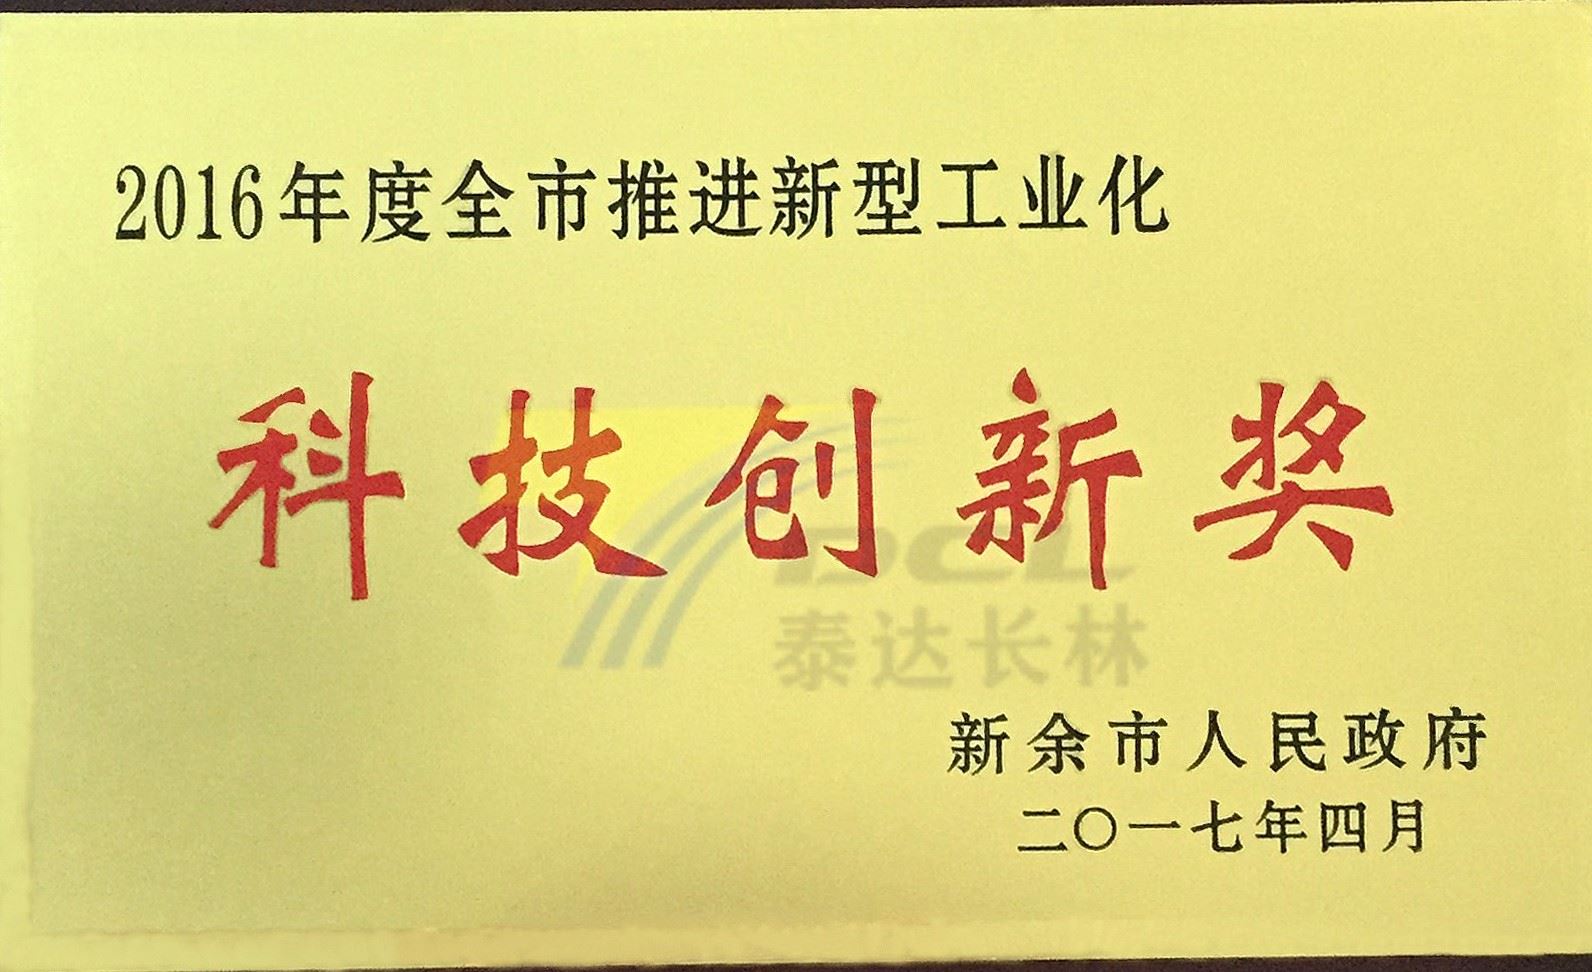 2016年度全市推进新型工业化
科技创新奖
DCL
泰达长林
新余市人民政府
二〇一七年四月